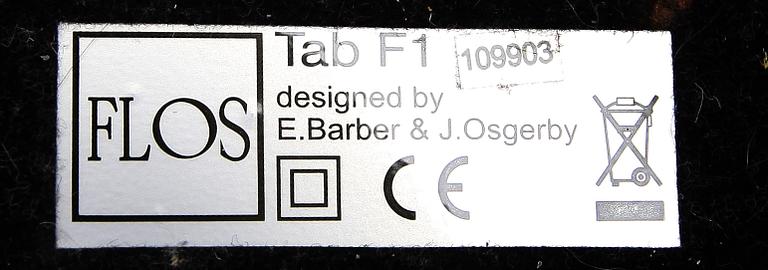 FLOS
Tab F1
109903
designed by
E.Barber & J.Osgerby
CE